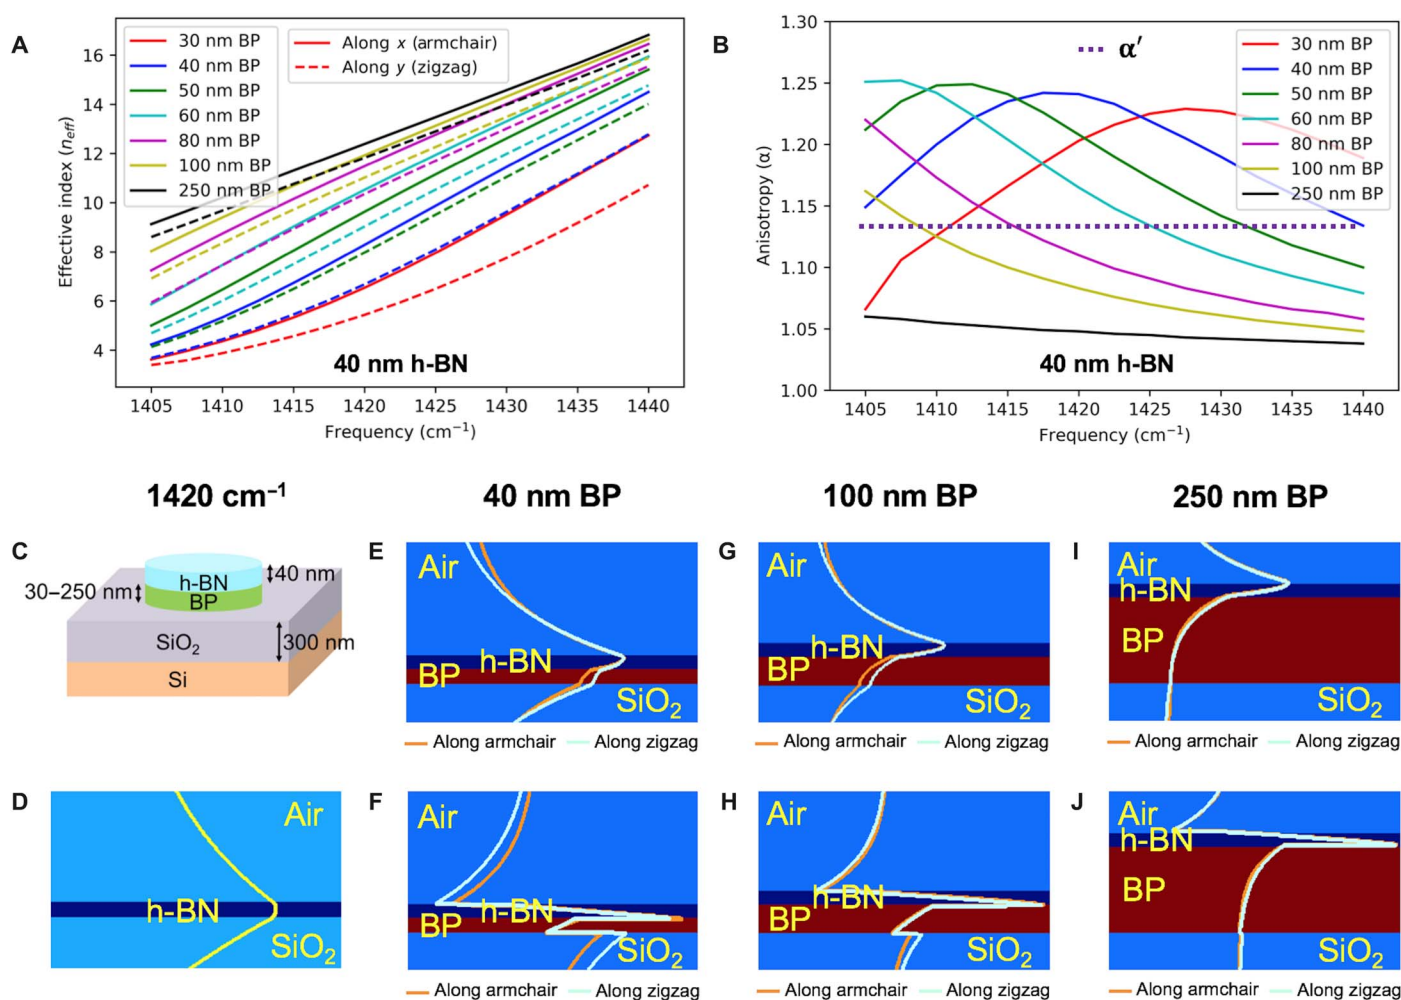 A
Effective index (n_eff)
16
14
12
10
8
6
4
30 nm BP
40 nm BP
50 nm BP
60 nm BP
80 nm BP
100 nm BP
250 nm BP
Along x (armchair)
Along y (zigzag)
40 nm h-BN
1405 1410 1415 1420 1425 1430 1435 1440
Frequency (cm⁻¹)
B
Anisotropy (α)
1.30
1.25
1.20
1.15
1.10
1.05
1.00
α′
30 nm BP
40 nm BP
50 nm BP
60 nm BP
80 nm BP
100 nm BP
250 nm BP
40 nm h-BN
1405 1410 1415 1420 1425 1430 1435 1440
Frequency (cm⁻¹)
1420 cm⁻¹
40 nm BP
100 nm BP
250 nm BP
C
h-BN
40 nm
30–250 nm
BP
SiO₂
300 nm
Si
E
Air
h-BN
BP
SiO₂
Along armchair Along zigzag
G
Air
h-BN
BP
SiO₂
Along armchair Along zigzag
I
Air
h-BN
BP
SiO₂
Along armchair Along zigzag
D
Air
h-BN
SiO₂
F
Air
h-BN
BP
SiO₂
Along armchair Along zigzag
H
Air
h-BN
BP
SiO₂
Along armchair Along zigzag
J
Air
h-BN
BP
SiO₂
Along armchair Along zigzag